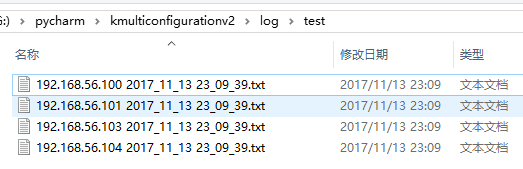 G:) > pycharm > kmulticonfigurationv2 > log > test
名称 修改日期 类型
192.168.56.100 2017_11_13 23_09_39.txt 2017/11/13 23:09 文本文档
192.168.56.101 2017_11_13 23_09_39.txt 2017/11/13 23:09 文本文档
192.168.56.103 2017_11_13 23_09_39.txt 2017/11/13 23:09 文本文档
192.168.56.104 2017_11_13 23_09_39.txt 2017/11/13 23:09 文本文档